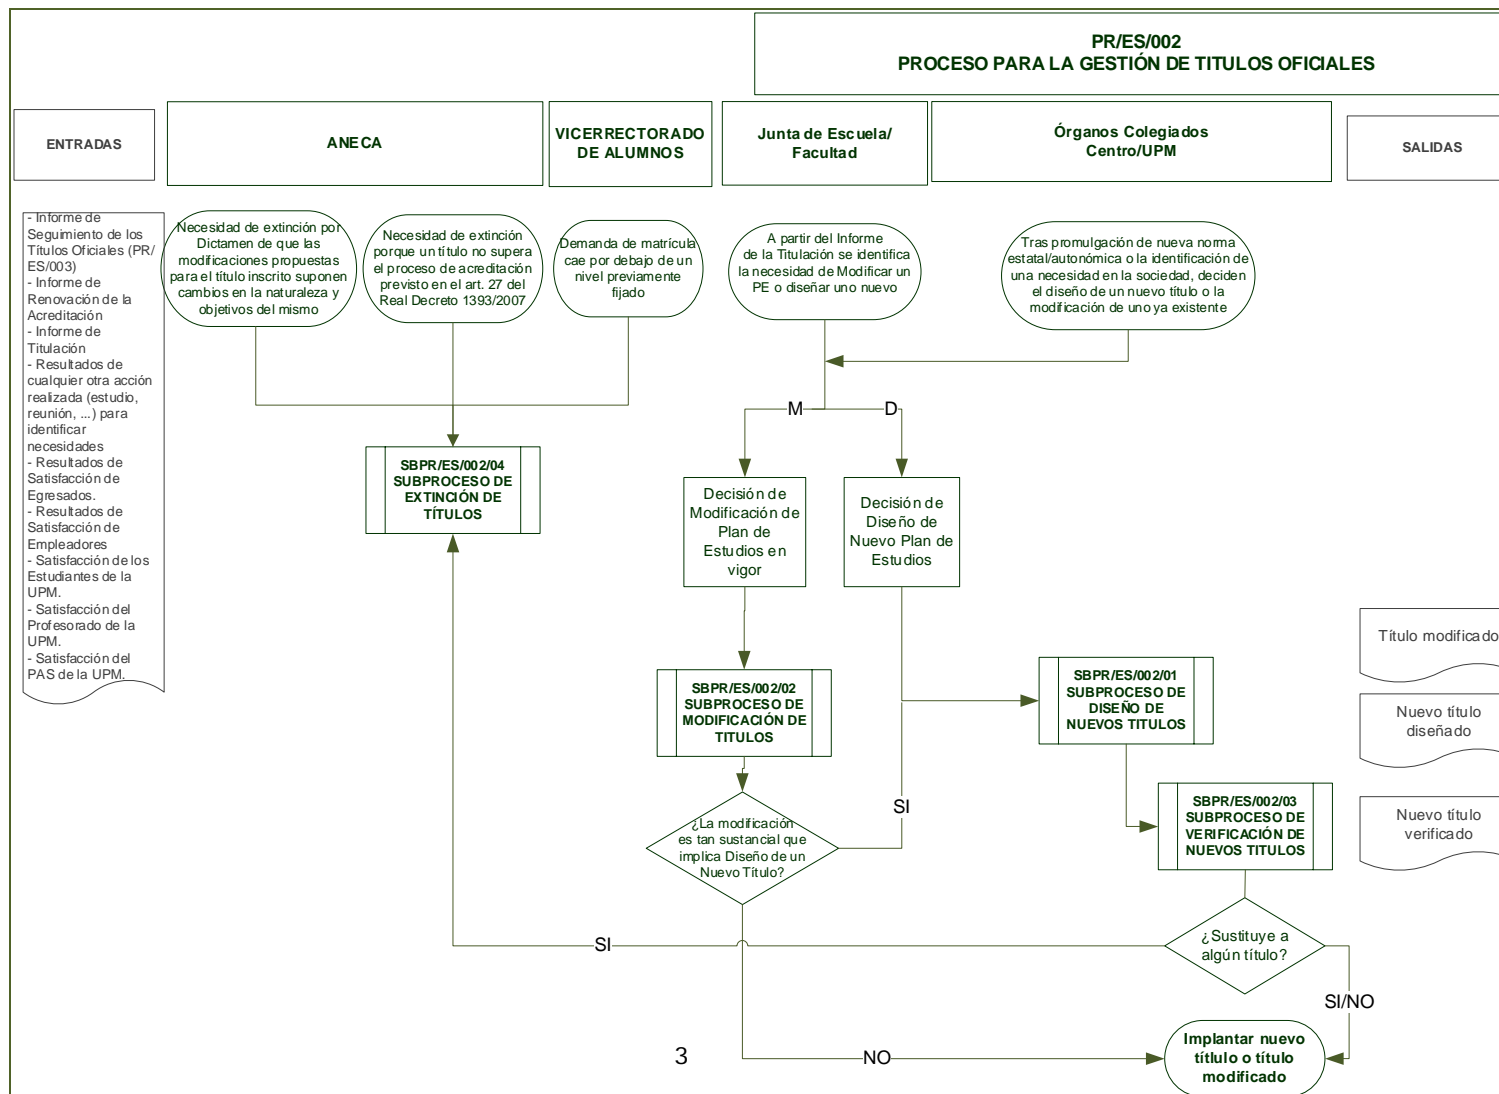 PR/ES/002
PROCESO PARA LA GESTIÓN DE TITULOS OFICIALES
ENTRADAS
ANECA
VICERRECTORADO
DE ALUMNOS
Junta de Escuela/
Facultad
Órganos Colegiados
Centro/UPM
SALIDAS
- Informe de
Seguimiento de los
Títulos Oficiales (PR/
ES/003)
- Informe de
Renovación de la
Acreditación
- Informe de
Titulación
- Resultados de
cualquier otra acción
realizada (estudio,
reunión, ...) para
identificar
necesidades
- Resultados de
Satisfacción de
Egresados.
- Resultados de
Satisfacción de
Empleadores
- Satisfacción de los
Estudiantes de la
UPM.
- Satisfacción del
Profesorado de la
UPM.
- Satisfacción del
PAS de la UPM.
Necesidad de extinción por
Dictamen de que las
modificaciones propuestas
para el título inscrito suponen
cambios en la naturaleza y
objetivos del mismo
Necesidad de extinción
porque un título no supera
el proceso de acreditación
previsto en el art. 27 del
Real Decreto 1393/2007
Demanda de matrícula
cae por debajo de un
nivel previamente
fijado
A partir del Informe
de la Titulación se identifica
la necesidad de Modificar un
PE o diseñar uno nuevo
Tras promulgación de nueva norma
estatal/autonómica o la identificación de
una necesidad en la sociedad, deciden
el diseño de un nuevo título o la
modificación de uno ya existente
M
D
SBPR/ES/002/04
SUBPROCESO DE
EXTINCIÓN DE
TÍTULOS
Decisión de
Modificación de
Plan de
Estudios en
vigor
Decisión de
Diseño de
Nuevo Plan de
Estudios
SBPR/ES/002/02
SUBPROCESO DE
MODIFICACIÓN DE
TITULOS
SBPR/ES/002/01
SUBPROCESO DE
DISEÑO DE
NUEVOS TITULOS
Título modificado
Nuevo título
diseñado
Nuevo título
verificado
SBPR/ES/002/03
SUBPROCESO DE
VERIFICACIÓN DE
NUEVOS TITULOS
¿La modificación
es tan sustancial que
implica Diseño de un
Nuevo Título?
SI
¿Sustituye a
algún título?
SI
SI/NO
NO
Implantar nuevo
títlulo o título
modificado
3